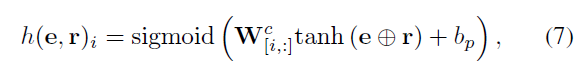 h(e, r)_i = sigmoid ( W^c_{[i,:]} tanh (e ⊕ r) + b_p ) , (7)